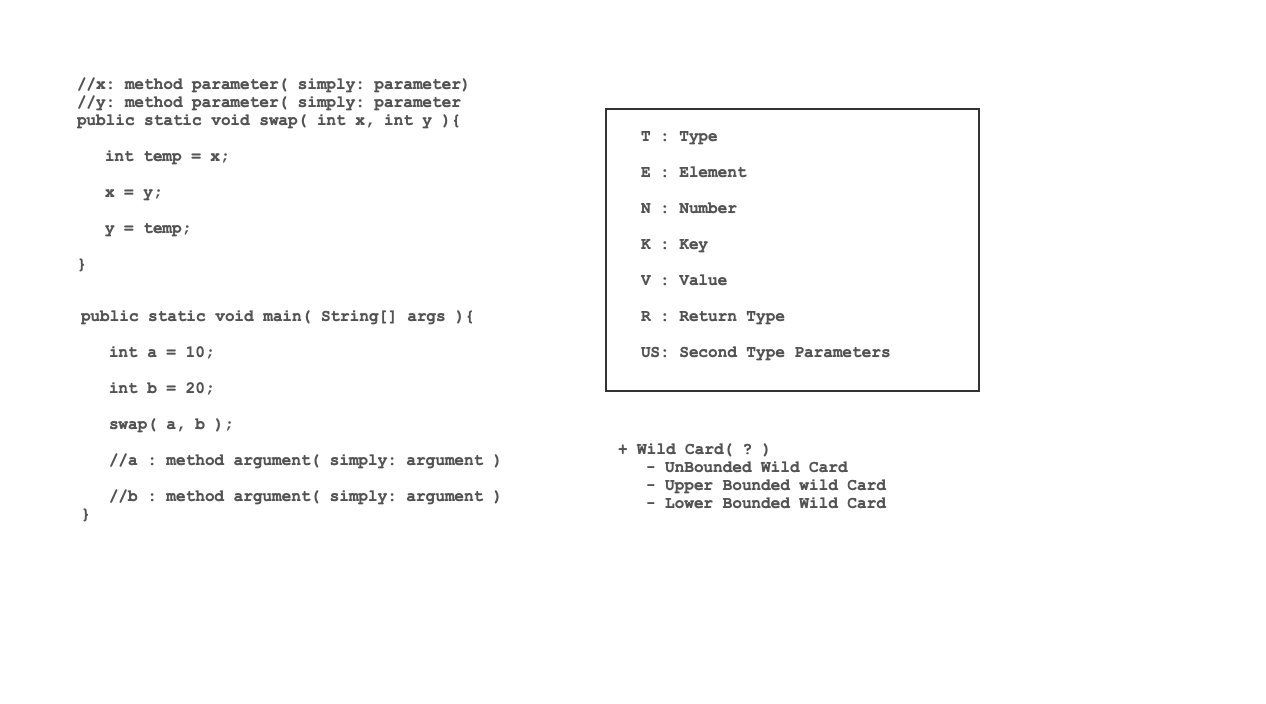 //x: method parameter( simply: parameter)
//y: method parameter( simply: parameter
public static void swap( int x, int y ){
int temp = x;
x = y;
y = temp;
}
public static void main( String[] args ){
int a = 10;
int b = 20;
swap( a, b );
//a : method argument( simply: argument )
//b : method argument( simply: argument )
}
T : Type
E : Element
N : Number
K : Key
V : Value
R : Return Type
US: Second Type Parameters
+ Wild Card( ? )
- UnBounded Wild Card
- Upper Bounded wild Card
- Lower Bounded Wild Card